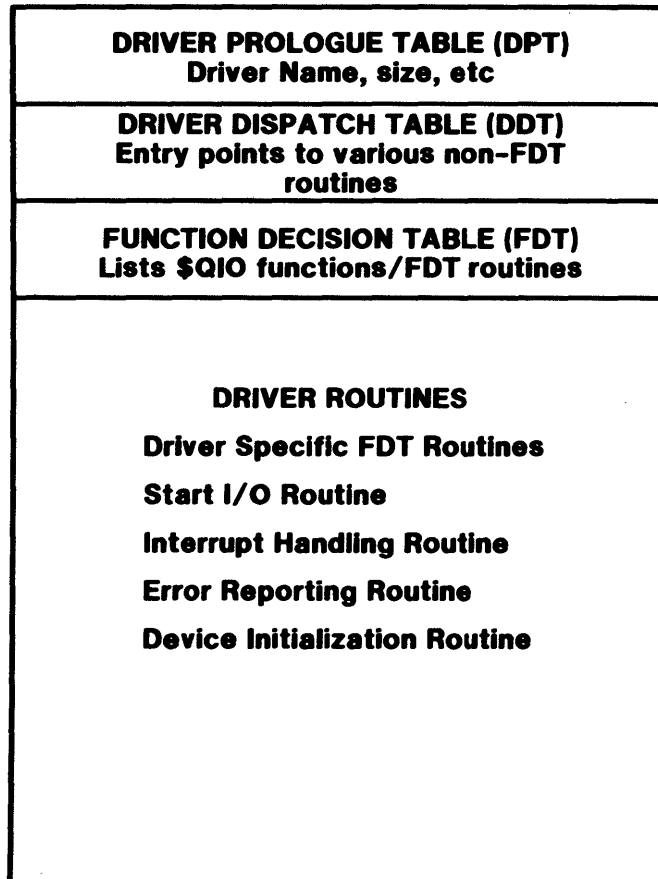 DRIVER PROLOGUE TABLE (DPT)
Driver Name, size, etc
DRIVER DISPATCH TABLE (DDT)
Entry points to various non-FDT
routines
FUNCTION DECISION TABLE (FDT)
Lists $QIO functions/FDT routines
DRIVER ROUTINES
Driver Specific FDT Routines
Start I/O Routine
Interrupt Handling Routine
Error Reporting Routine
Device Initialization Routine